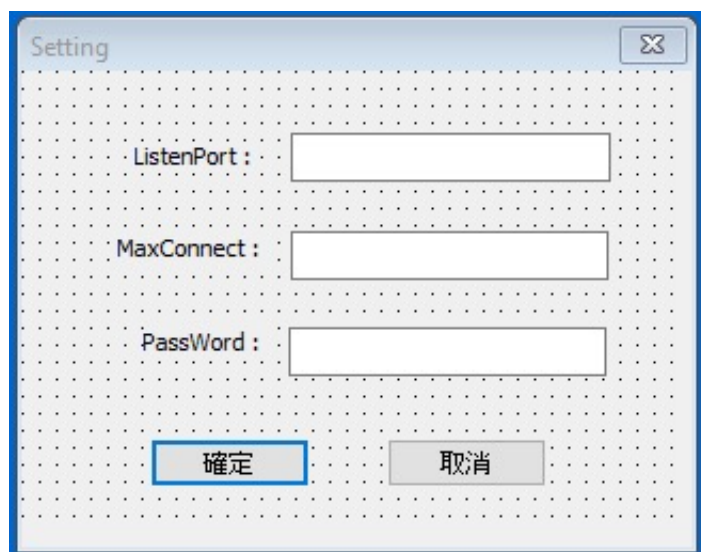 Setting
ListenPort :
MaxConnect :
PassWord :
確定 取消